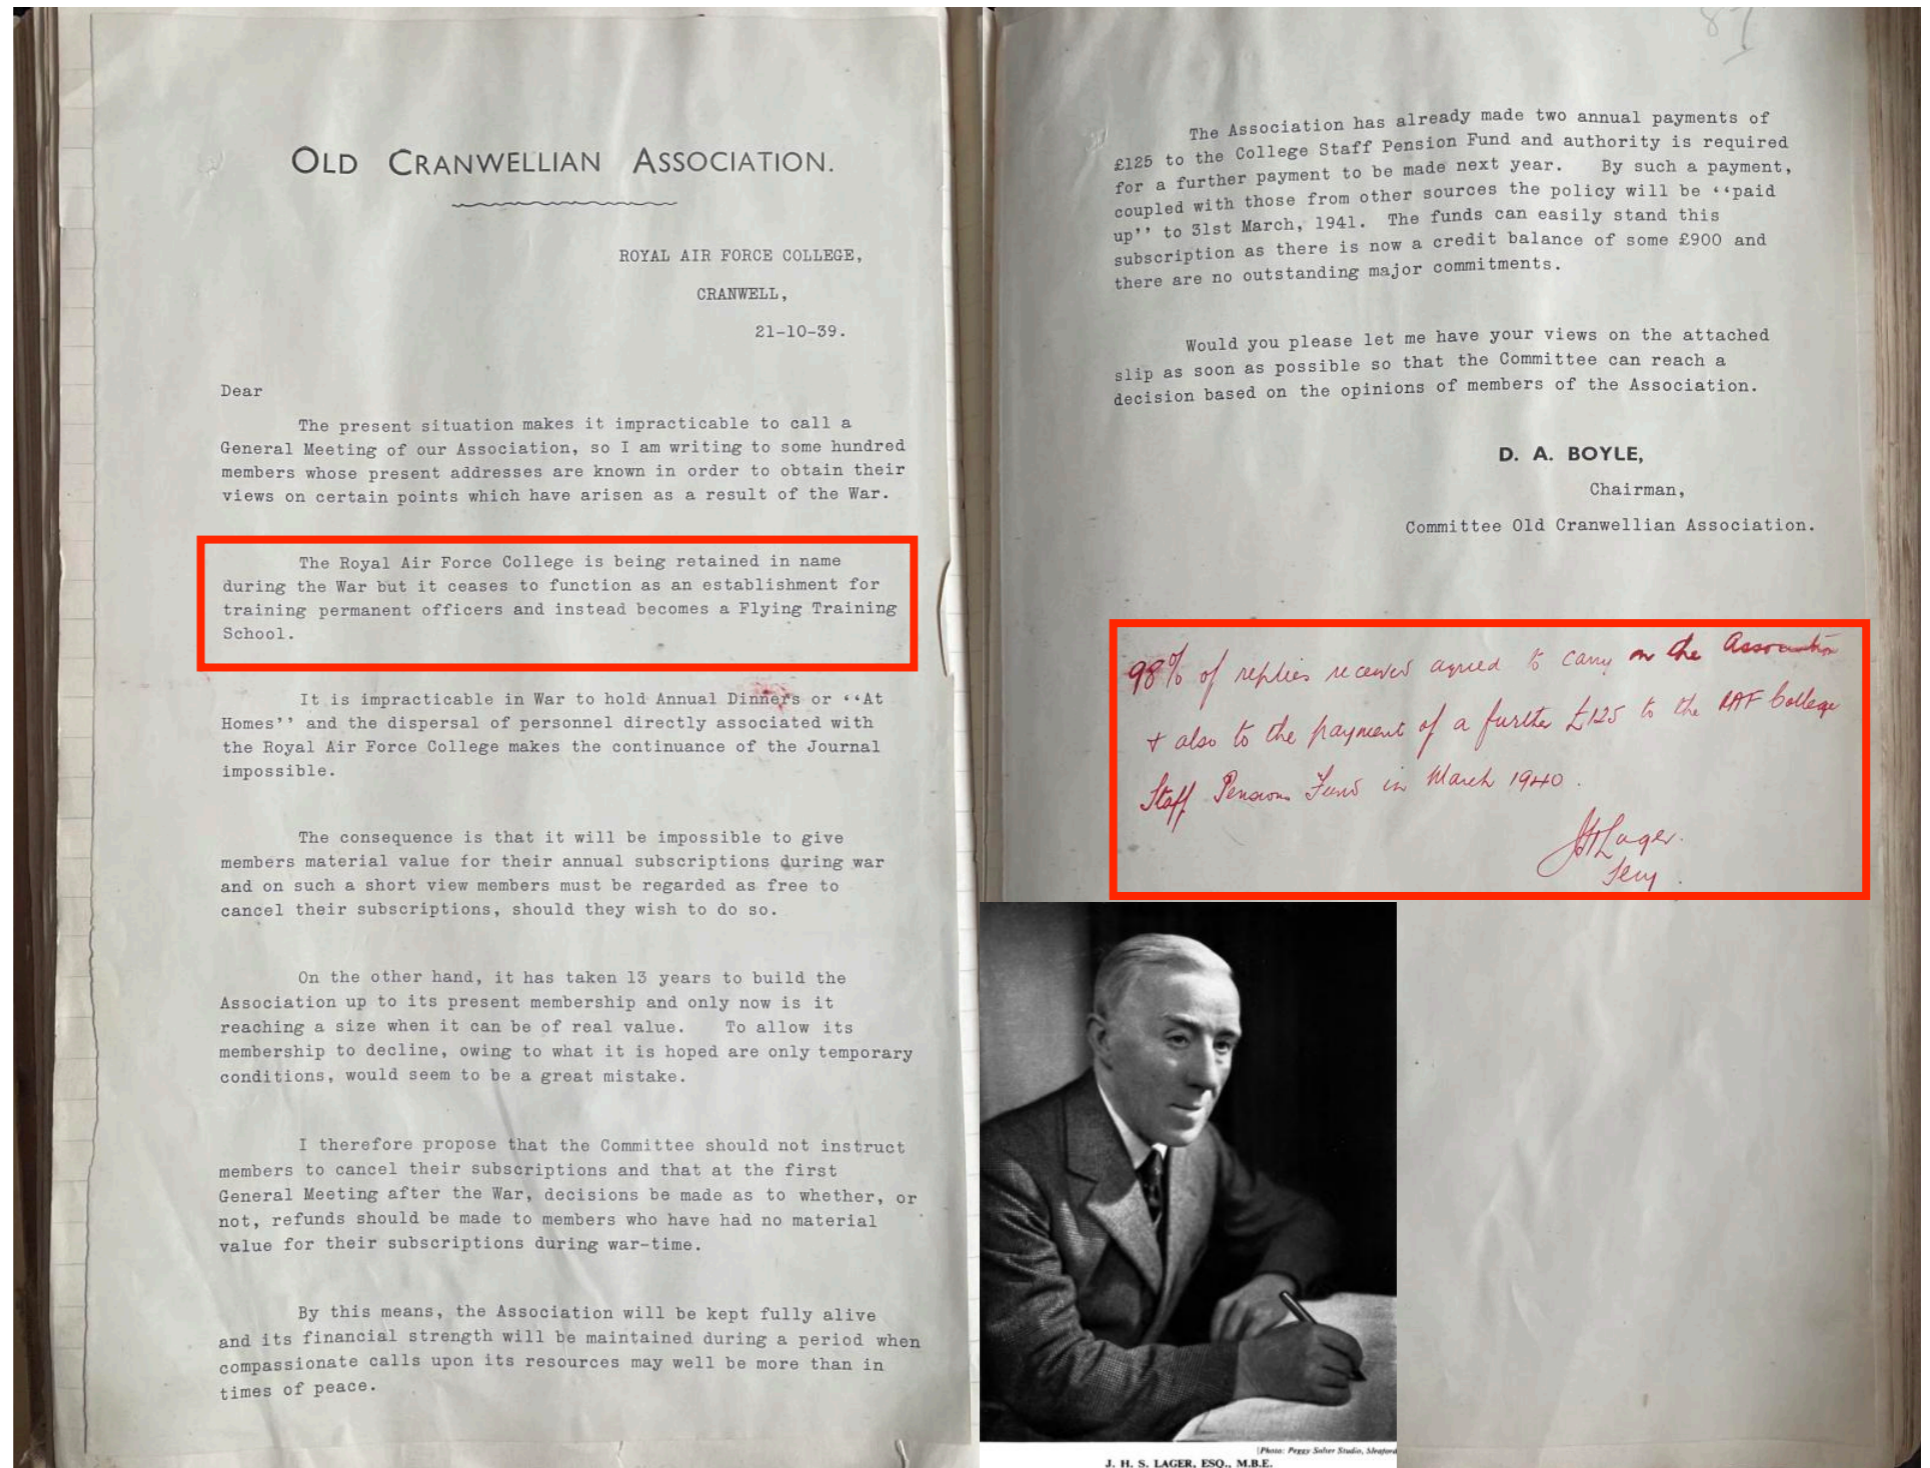 OLD CRANWELLIAN ASSOCIATION.
ROYAL AIR FORCE COLLEGE,
CRANWELL,
21-10-39.
Dear
The present situation makes it impracticable to call a
General Meeting of our Association, so I am writing to some hundred
members whose present addresses are known in order to obtain their
views on certain points which have arisen as a result of the War.
The Royal Air Force College is being retained in name
during the War but it ceases to function as an establishment for
training permanent officers and instead becomes a Flying Training
School.
It is impracticable in War to hold Annual Dinners or ‘‘At
Homes’’ and the dispersal of personnel directly associated with
the Royal Air Force College makes the continuance of the Journal
impossible.
The consequence is that it will be impossible to give
members material value for their annual subscriptions during war
and on such a short view members must be regarded as free to
cancel their subscriptions, should they wish to do so.
On the other hand, it has taken 13 years to build the
Association up to its present membership and only now is it
reaching a size when it can be of real value. To allow its
membership to decline, owing to what it is hoped are only temporary
conditions, would seem to be a great mistake.
I therefore propose that the Committee should not instruct
members to cancel their subscriptions and that at the first
General Meeting after the War, decisions be made as to whether, or
not, refunds should be made to members who have had no material
value for their subscriptions during war-time.
By this means, the Association will be kept fully alive
and its financial strength will be maintained during a period when
compassionate calls upon its resources may well be more than in
times of peace.
87
The Association has already made two annual payments of
£125 to the College Staff Pension Fund and authority is required
for a further payment to be made next year. By such a payment,
coupled with those from other sources the policy will be ‘‘paid
up’’ to 31st March, 1941. The funds can easily stand this
subscription as there is now a credit balance of some £900 and
there are no outstanding major commitments.
Would you please let me have your views on the attached
slip as soon as possible so that the Committee can reach a
decision based on the opinions of members of the Association.
D. A. BOYLE,
Chairman,
Committee Old Cranwellian Association.
98% of replies received agreed to carry on the Association
+ also to the payment of a further £125 to the RAF College
Staff Pensions Fund in March 1940.
JHLager.
Secy.
[Photo: Peggy Salter Studio, Sleaford
J. H. S. LAGER, ESQ., M.B.E.